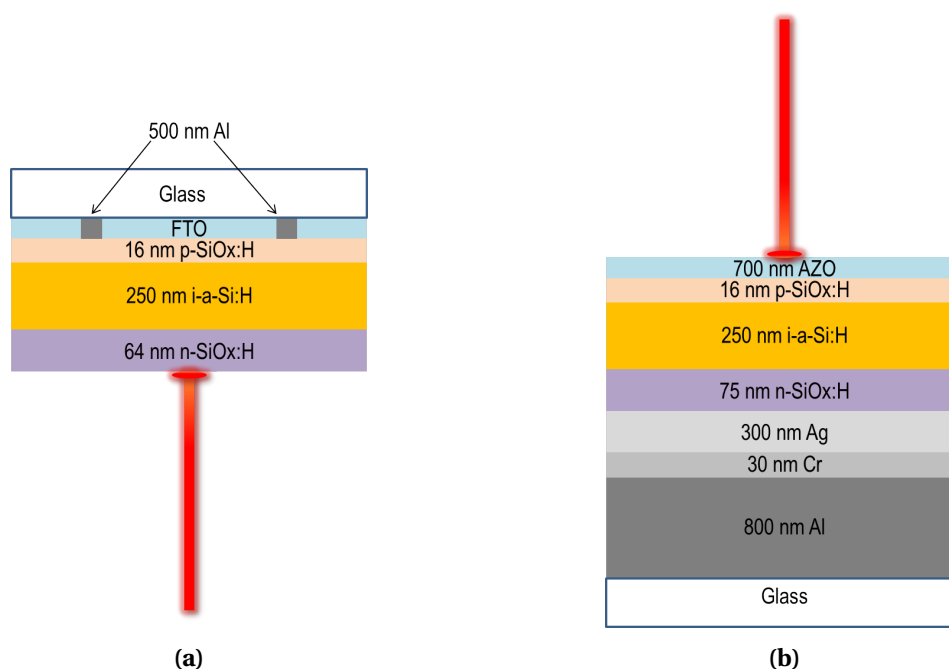 500 nm Al
Glass
FTO
16 nm p-SiOx:H
250 nm i-a-Si:H
64 nm n-SiOx:H
(a)
700 nm AZO
16 nm p-SiOx:H
250 nm i-a-Si:H
75 nm n-SiOx:H
300 nm Ag
30 nm Cr
800 nm Al
Glass
(b)